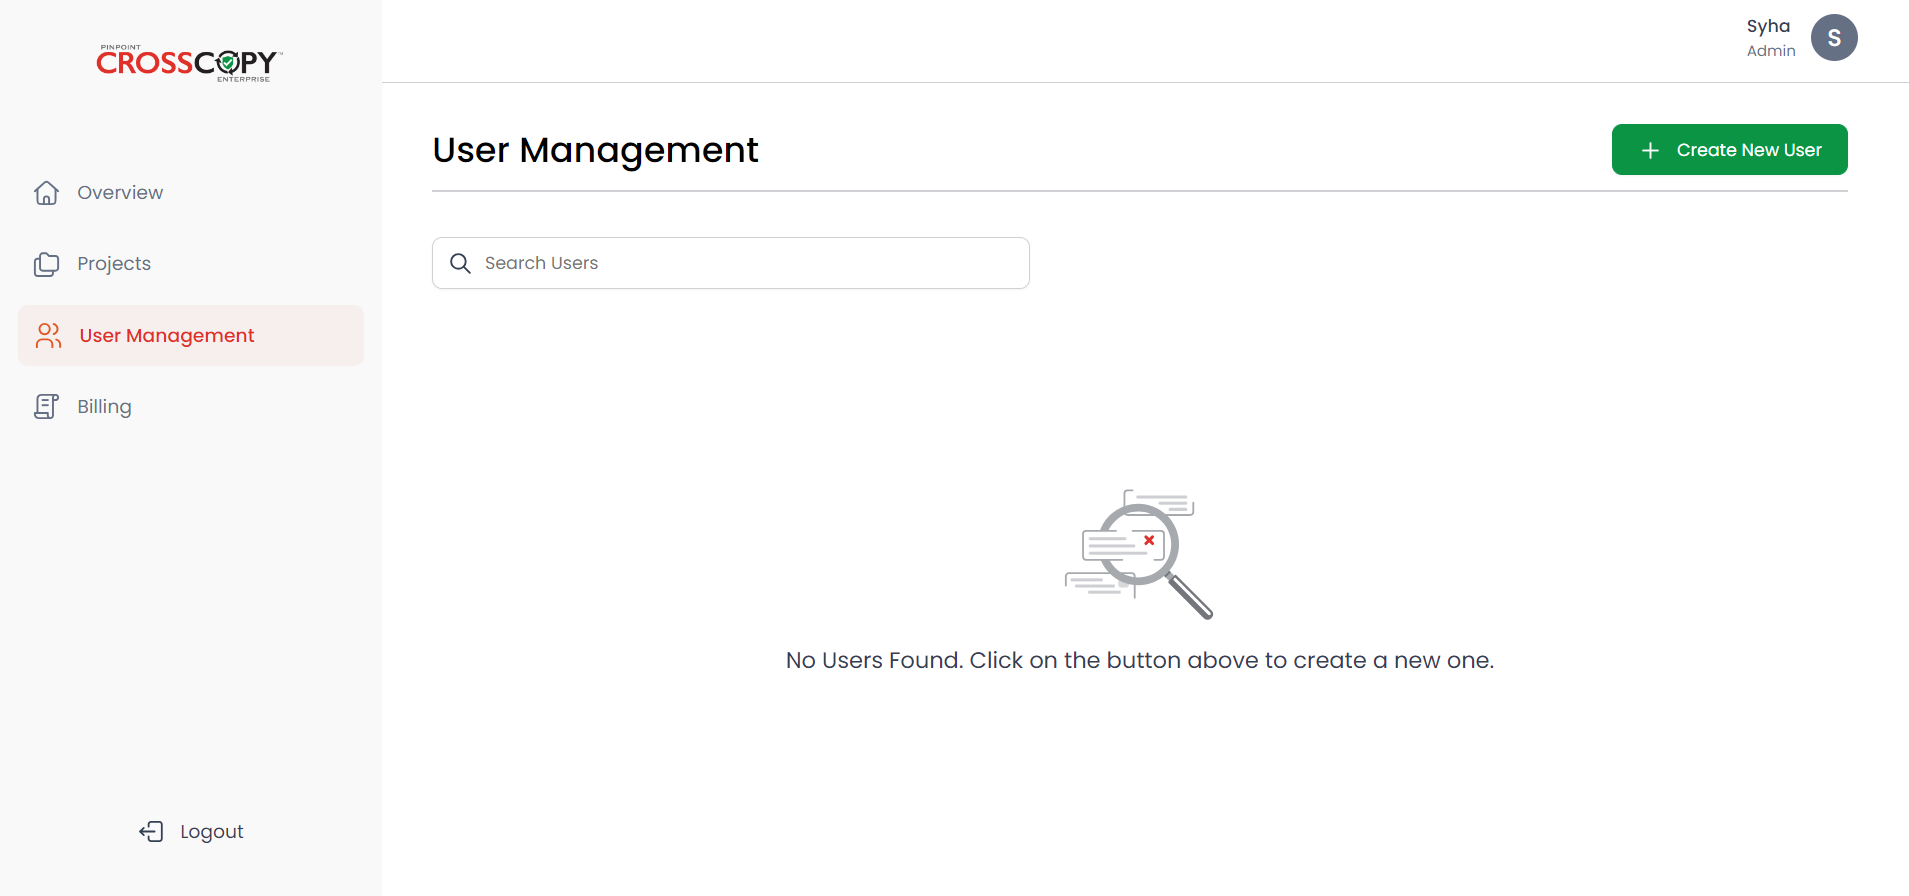 PINPOINT
CROSSCOPY™
ENTERPRISE
Overview
Projects
User Management
Billing
Logout
Syha
Admin
S
User Management
Create New User
Search Users
No Users Found. Click on the button above to create a new one.